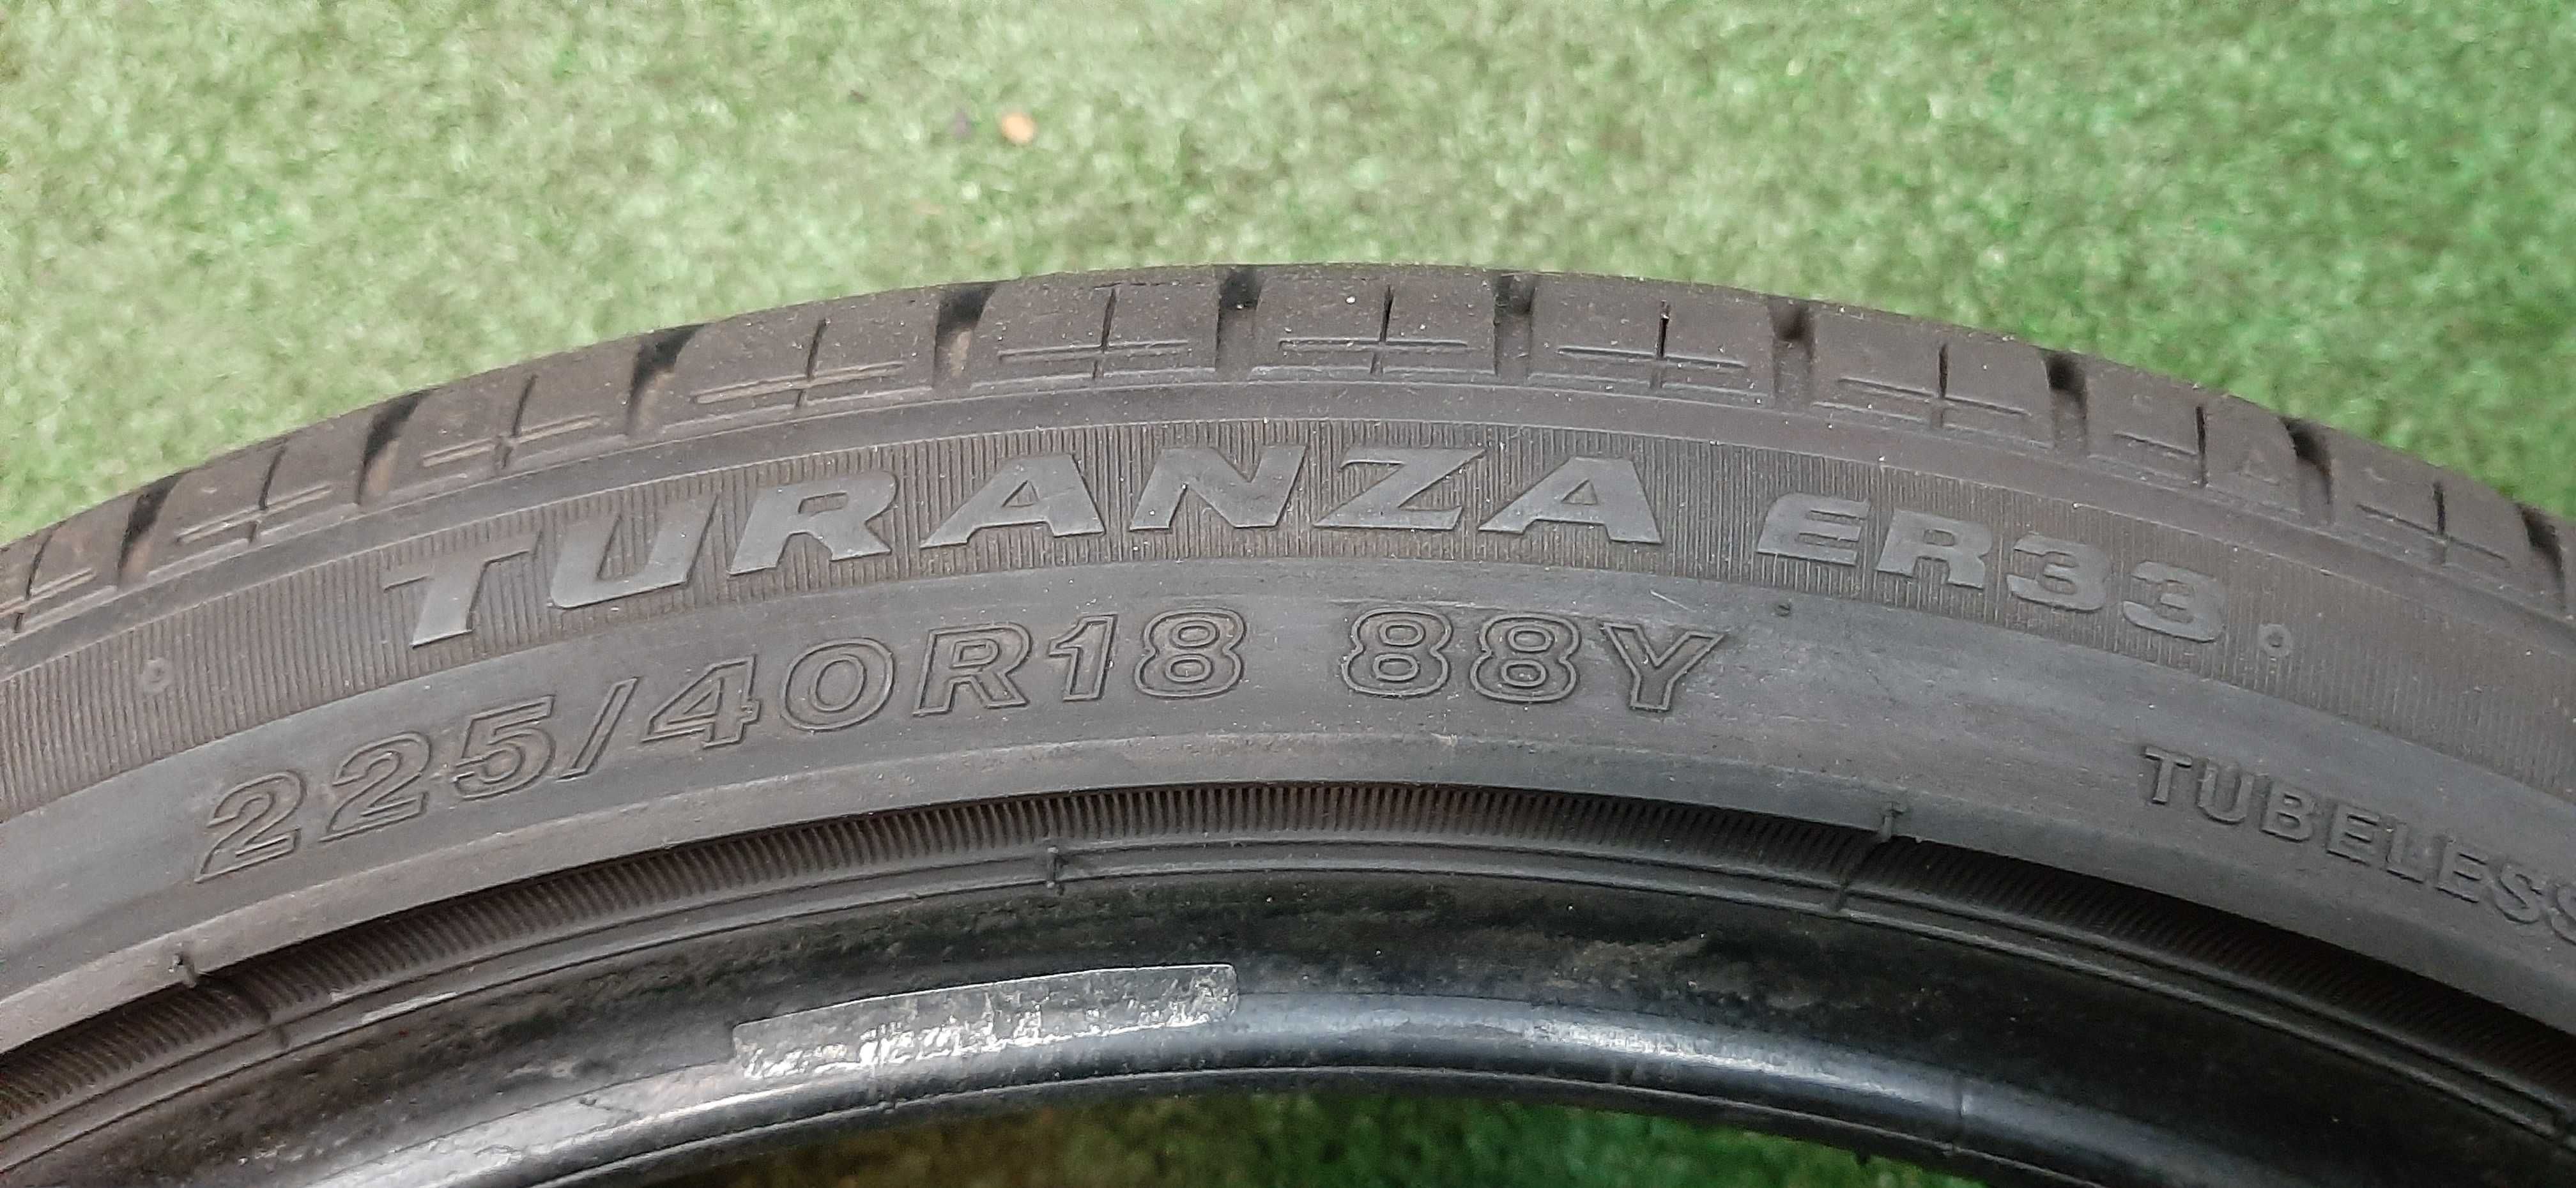 TURANZA ER33
225/40R18 88Y
TUBELESS